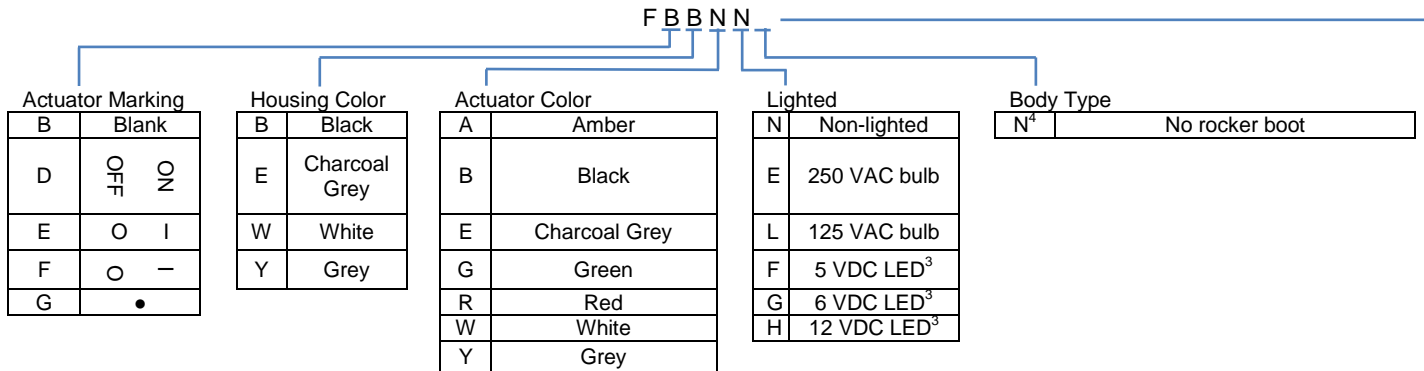 F B B N N
Actuator Marking
B Blank
D OFF ON
E O I
F O I
G ●
Housing Color
B Black
E Charcoal
Grey
W White
Y Grey
Actuator Color
A Amber
B Black
E Charcoal Grey
G Green
R Red
W White
Y Grey
Lighted
N Non-lighted
E 250 VAC bulb
L 125 VAC bulb
F 5 VDC LED³
G 6 VDC LED³
H 12 VDC LED³
Body Type
N⁴ No rocker boot